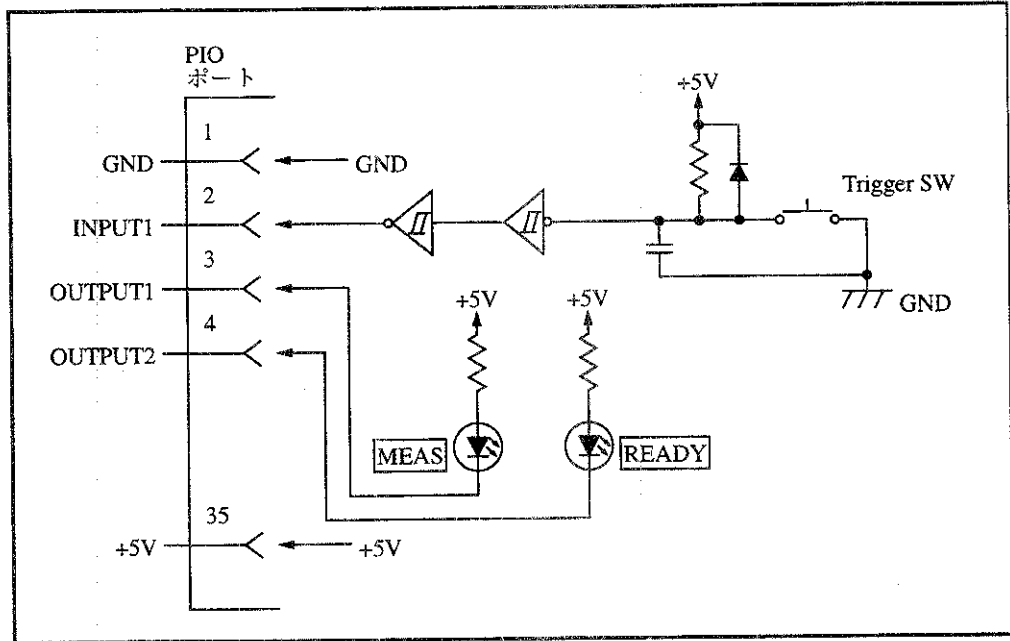 PIO
ポート
1
GND
GND
2
INPUT1
3
OUTPUT1
4
OUTPUT2
35
+5V
+5V
+5V
Trigger SW
GND
+5V
+5V
MEAS
READY